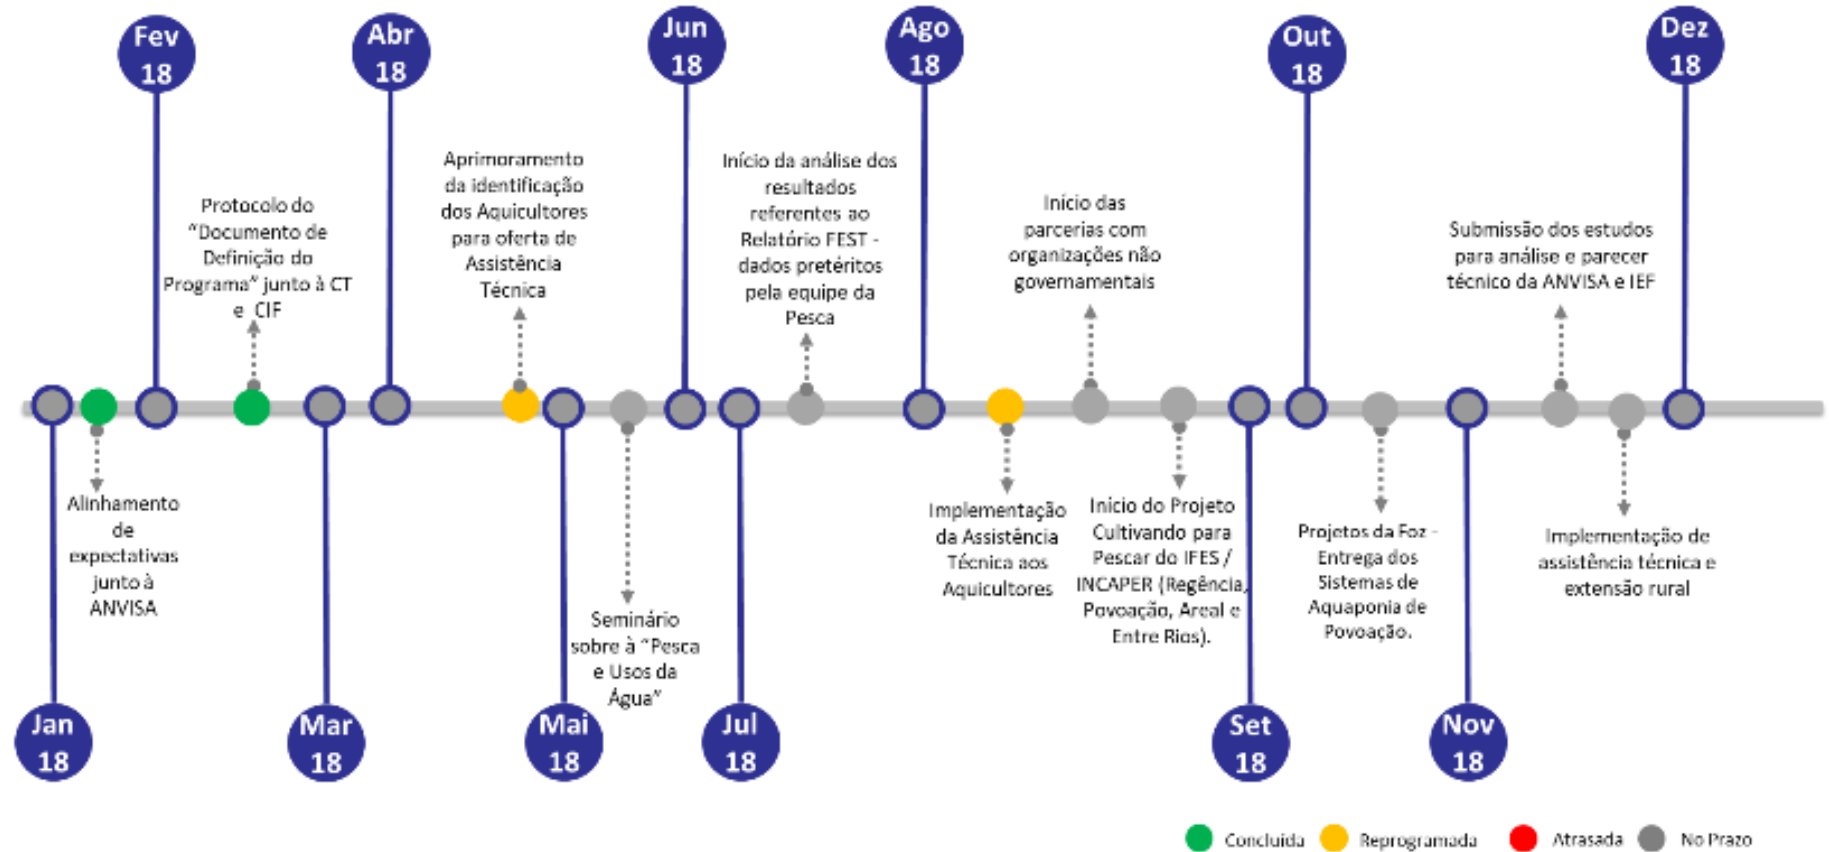 Fev
18
Abr
18
Jun
18
Ago
18
Out
18
Dez
18
Protocolo do
“Documento de
Definição do
Programa” junto à CT
e CIF
Aprimoramento
da identificação
dos Aquicultores
para oferta de
Assistência
Técnica
Início da análise dos
resultados
referentes ao
Relatório FEST -
dados pretéritos
pela equipe da
Pesca
Início das
parcerias com
organizações não
governamentais
Submissão dos estudos
para análise e parecer
técnico da ANVISA e IEF
Alinhamento
de
expectativas
junto à
ANVISA
Seminário
sobre à “Pesca
e Usos da
Água”
Implementação
da Assistência
Técnica aos
Aquicultores
Início do Projeto
Cultivando para
Pescar do IFES /
INCAPER (Regência,
Povoação, Areal e
Entre Rios).
Projetos da Foz -
Entrega dos
Sistemas de
Aquaponia de
Povoação.
Implementação de
assistência técnica e
extensão rural
Jan
18
Mar
18
Mai
18
Jul
18
Set
18
Nov
18
Concluída
Reprogramada
Atrasada
No Prazo